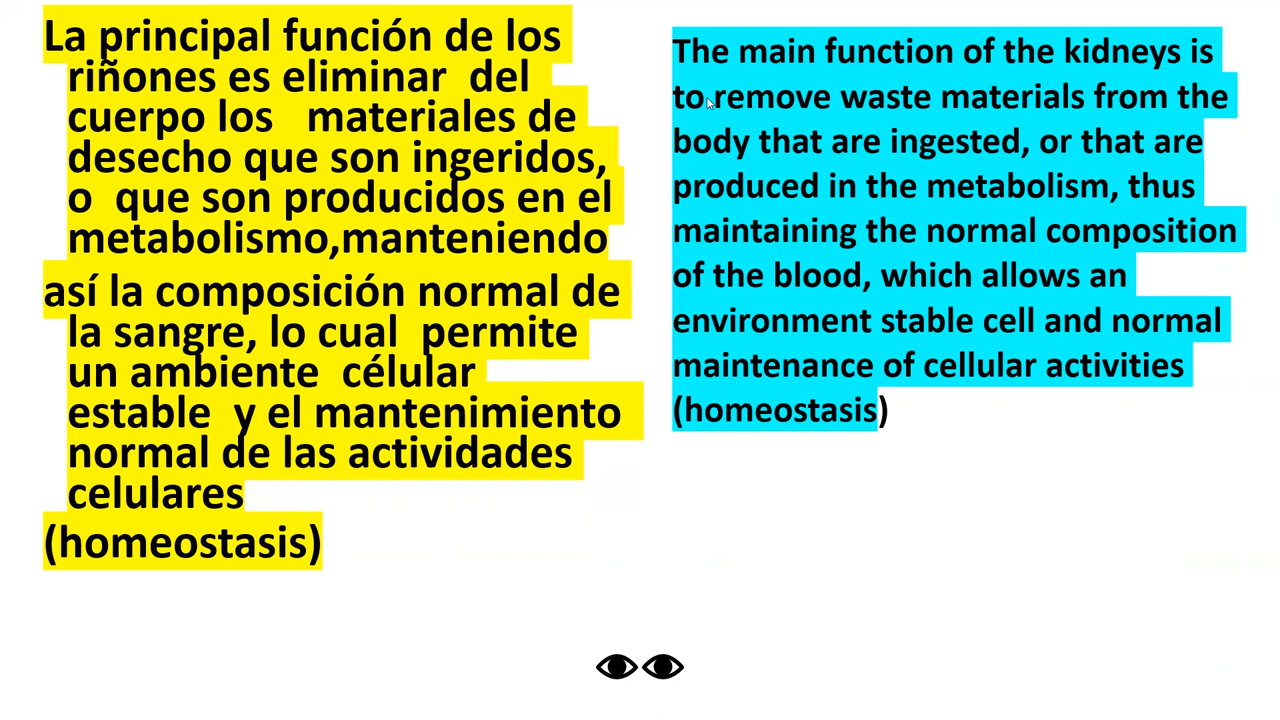 La principal función de los
riñones es eliminar del
cuerpo los materiales de
desecho que son ingeridos,
o que son producidos en el
metabolismo,manteniendo
así la composición normal de
la sangre, lo cual permite
un ambiente célular
estable y el mantenimiento
normal de las actividades
celulares
(homeostasis)
The main function of the kidneys is
to remove waste materials from the
body that are ingested, or that are
produced in the metabolism, thus
maintaining the normal composition
of the blood, which allows an
environment stable cell and normal
maintenance of cellular activities
(homeostasis)